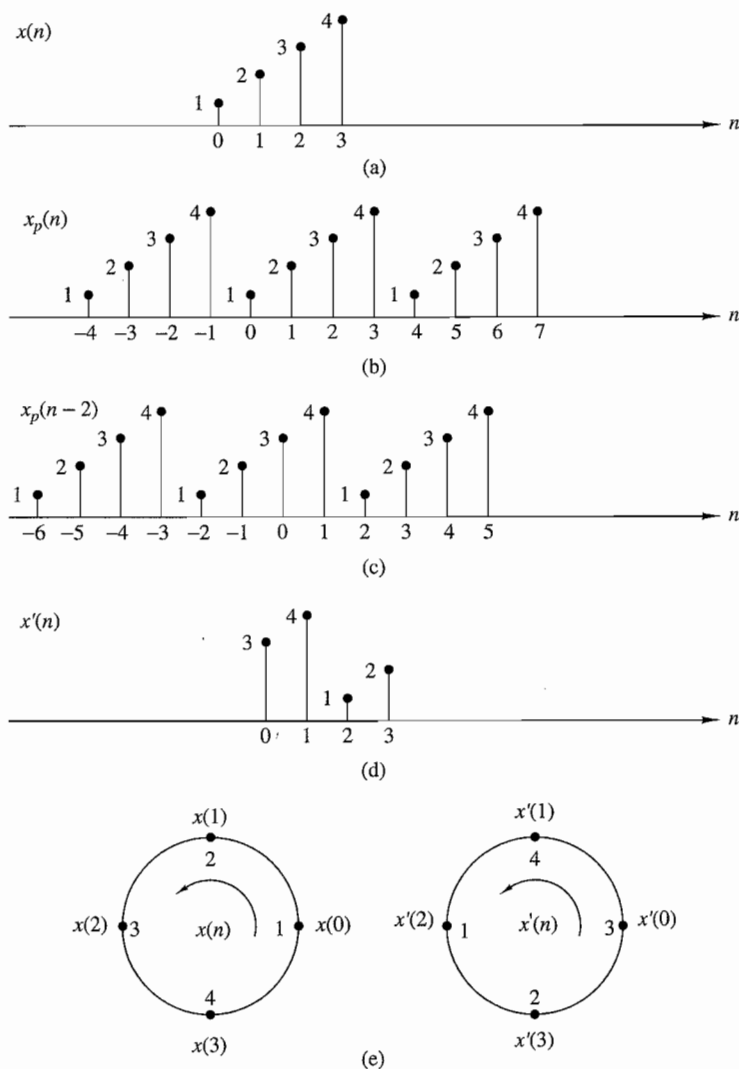 x(n)
1 2 3 4
0 1 2 3 n
(a)
x_p(n)
1 2 3 4 1 2 3 4 1 2 3 4
−4 −3 −2 −1 0 1 2 3 4 5 6 7 n
(b)
x_p(n − 2)
1 2 3 4 1 2 3 4 1 2 3 4
−6 −5 −4 −3 −2 −1 0 1 2 3 4 5 n
(c)
x'(n)
3 4 1 2
0 1 2 3 n
(d)
x(1) x'(1)
2 4
x(2) 3 x(n) 1 x(0) x'(2) 1 x'(n) 3 x'(0)
4 2
x(3) x'(3)
(e)